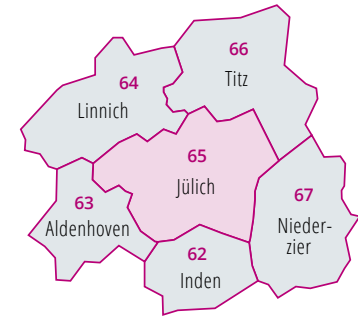 66
Titz
64
Linnich
65
Jülich
67
Nieder-
zier
63
Aldenhoven
62
Inden